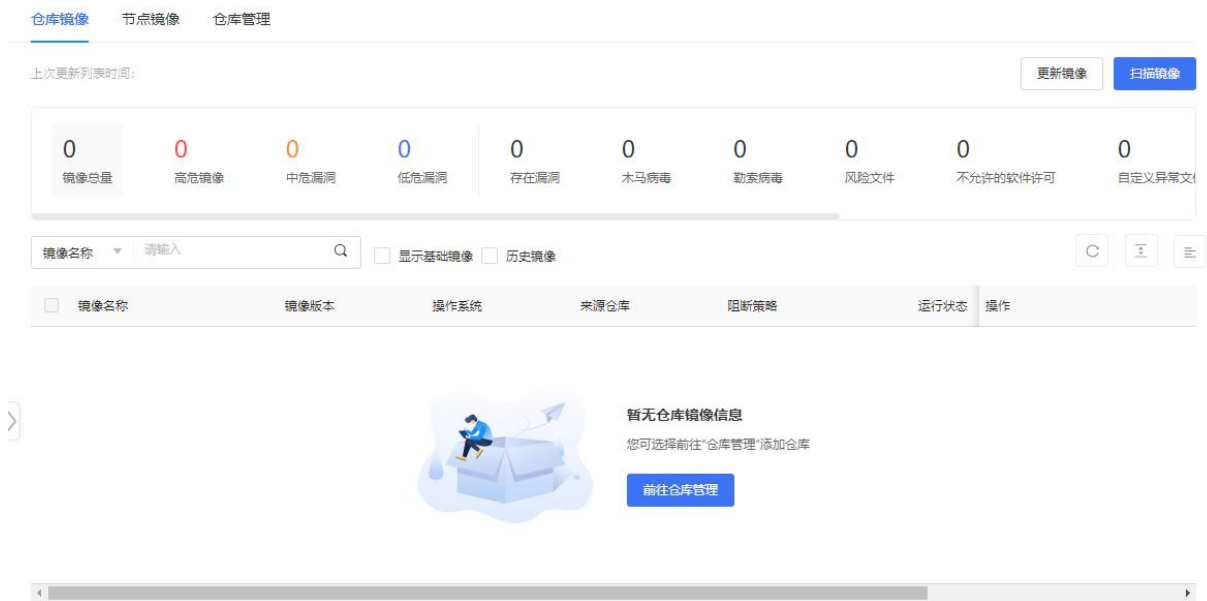 仓库镜像 节点镜像 仓库管理
上次更新列表时间: 更新镜像 扫描镜像
0 0 0 0 0 0 0 0 0 0
镜像总量 高危镜像 中危漏洞 低危漏洞 存在漏洞 木马病毒 勒索病毒 风险文件 不允许的软件许可 自定义异常文
镜像名称 请输入 显示基础镜像 历史镜像
镜像名称 镜像版本 操作系统 来源仓库 阻断策略 运行状态 操作
暂无仓库镜像信息
您可选择前往“仓库管理”添加仓库
前往仓库管理